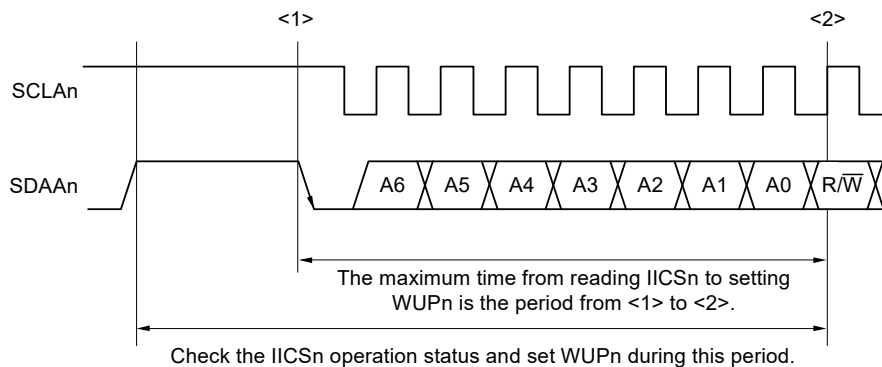 <1>
<2>
SCLAn
SDAAn
A6
A5
A4
A3
A2
A1
A0
R/W̅
The maximum time from reading IICSn to setting
WUPn is the period from <1> to <2>.
Check the IICSn operation status and set WUPn during this period.